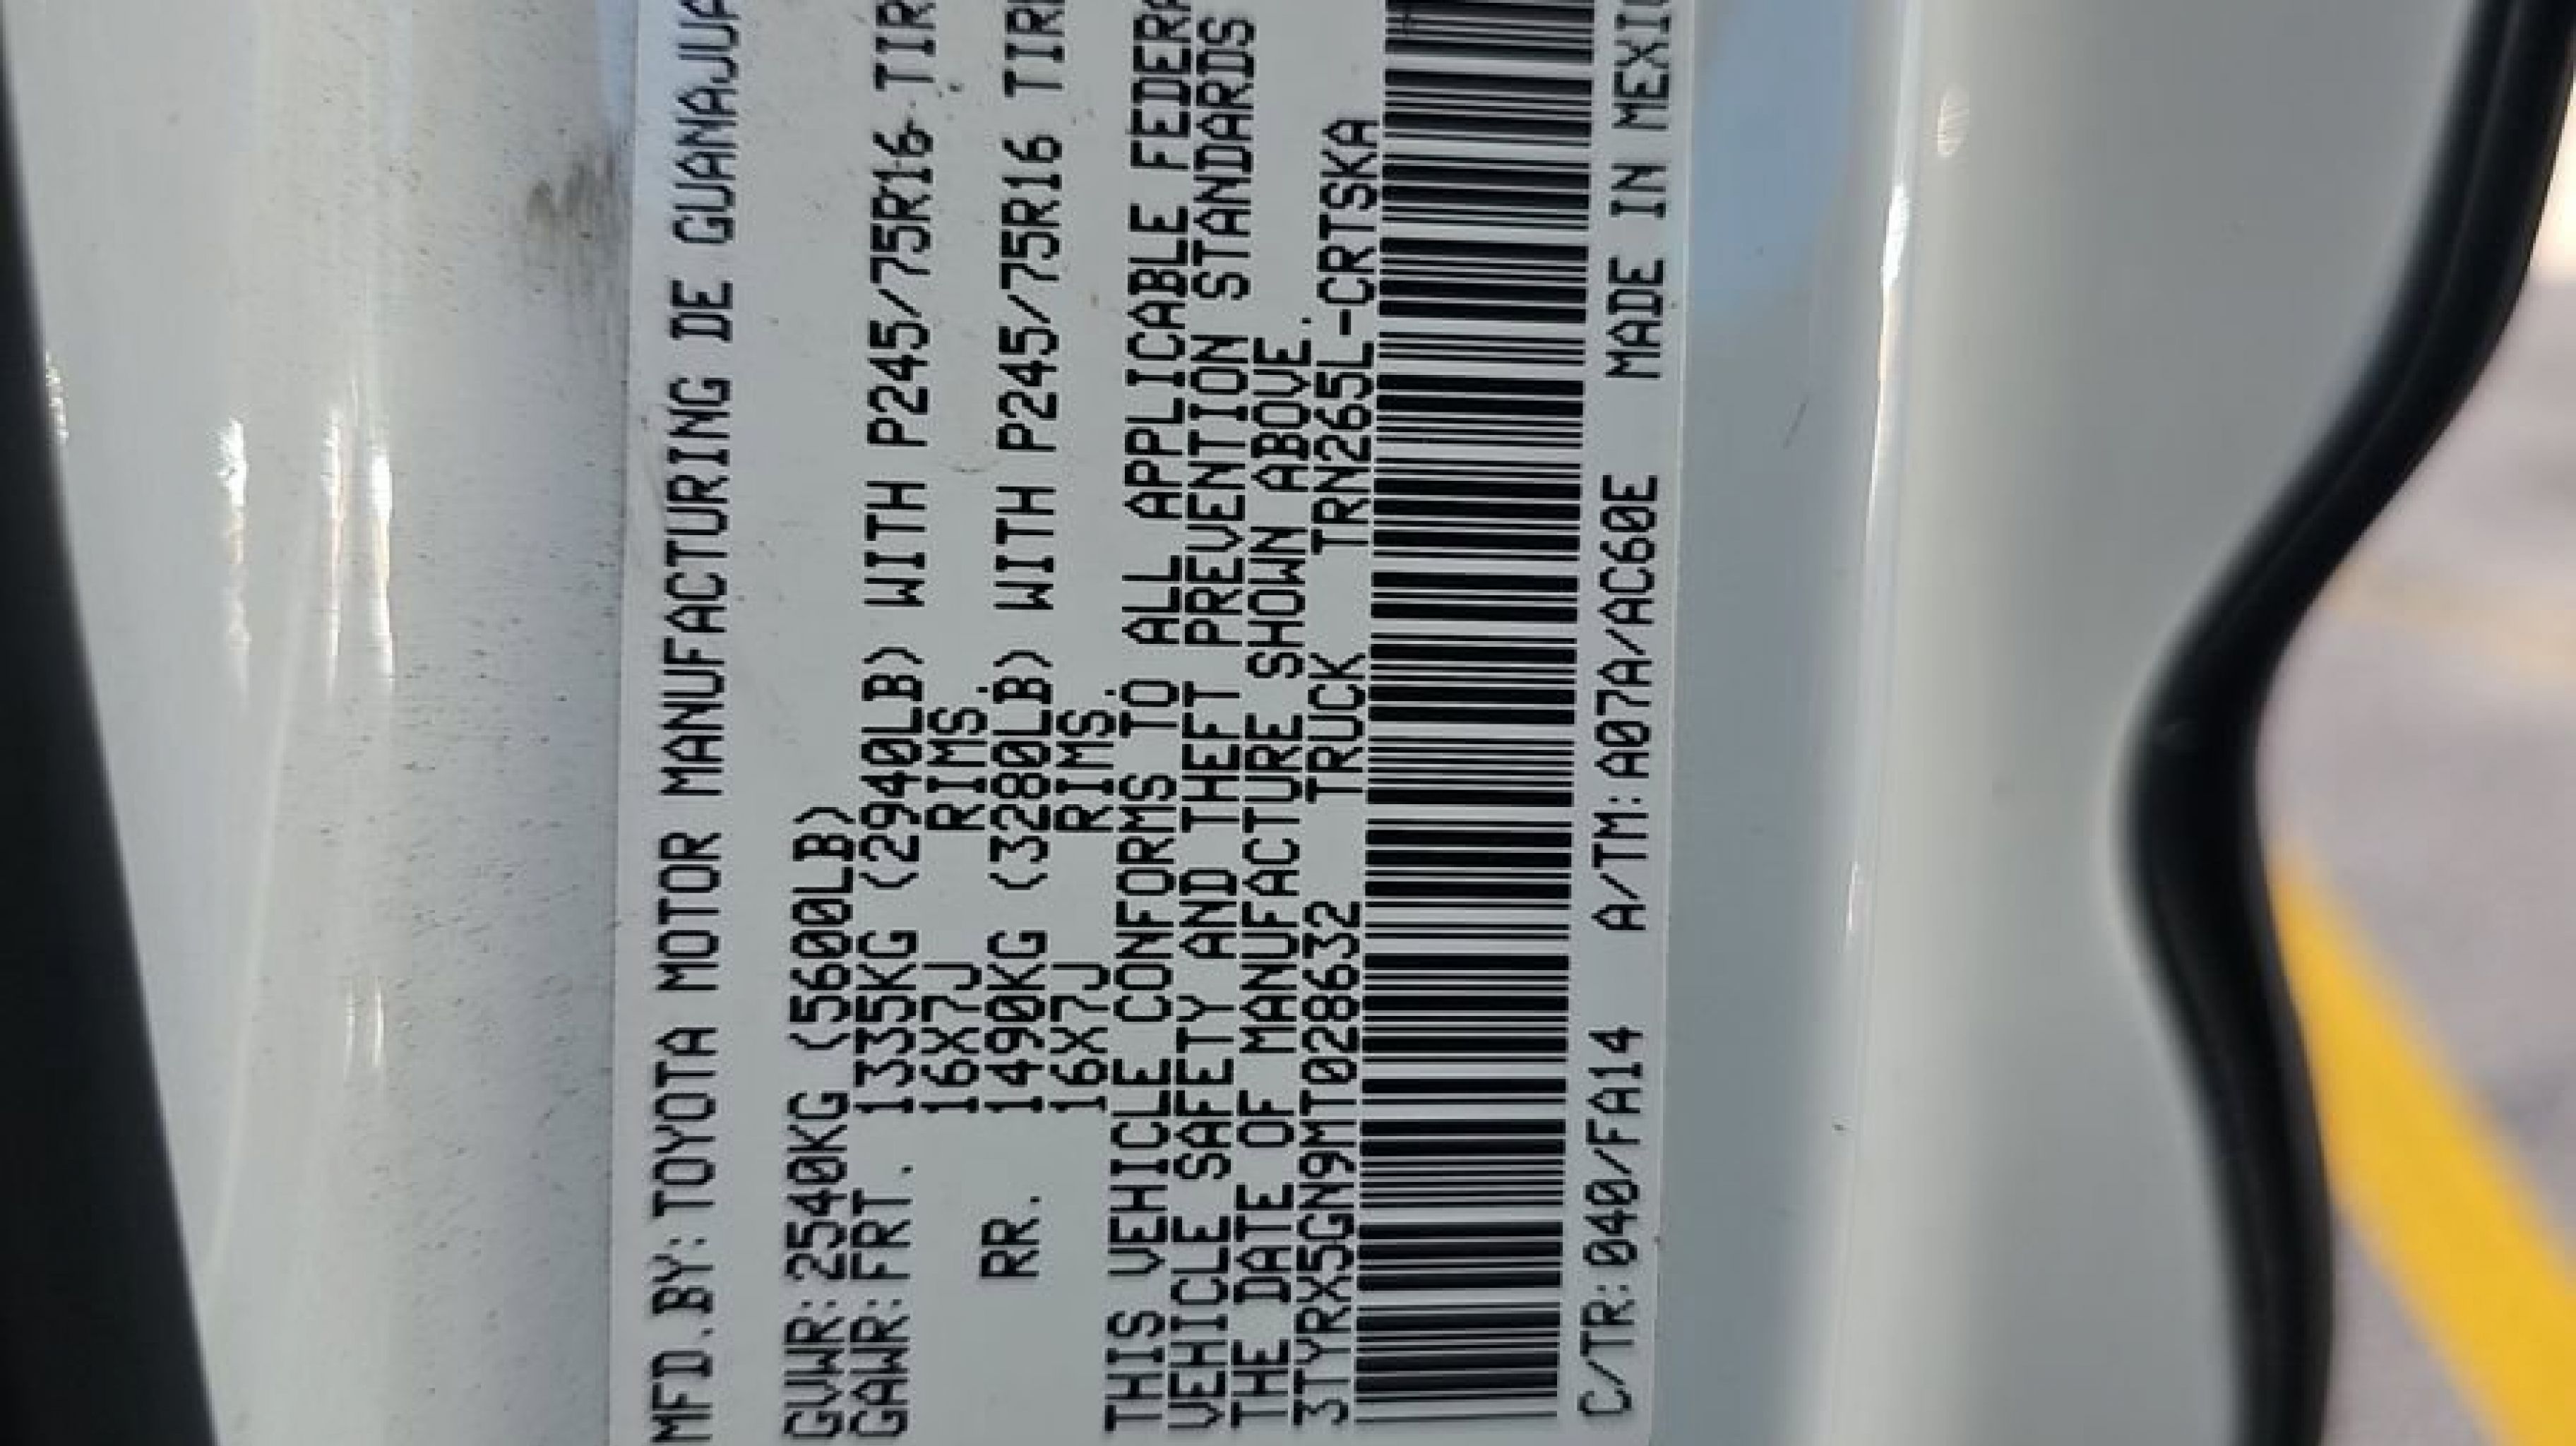 MFD.BY:TOYOTA MOTOR MANUFACTURING DE GUANAJUA
GVWR:2540KG (5600LB)
GAWR:FRT. 1335KG (2940LB) WITH P245/75R16 TIR
16X7J RIMS.
RR. 1490KG (3280LB) WITH P245/75R16 TIR
16X7J RIMS.
THIS VEHICLE CONFORMS TO ALL APPLICABLE FEDER
VEHICLE SAFETY AND THEFT PREVENTION STANDARDS
THE DATE OF MANUFACTURE SHOWN ABOVE.
3TYRX5GN9MT028632 TRUCK TRN265L-CRTSKA
C/TR:040/FA14 A/TM:A07A/AC60E MADE IN MEXIC